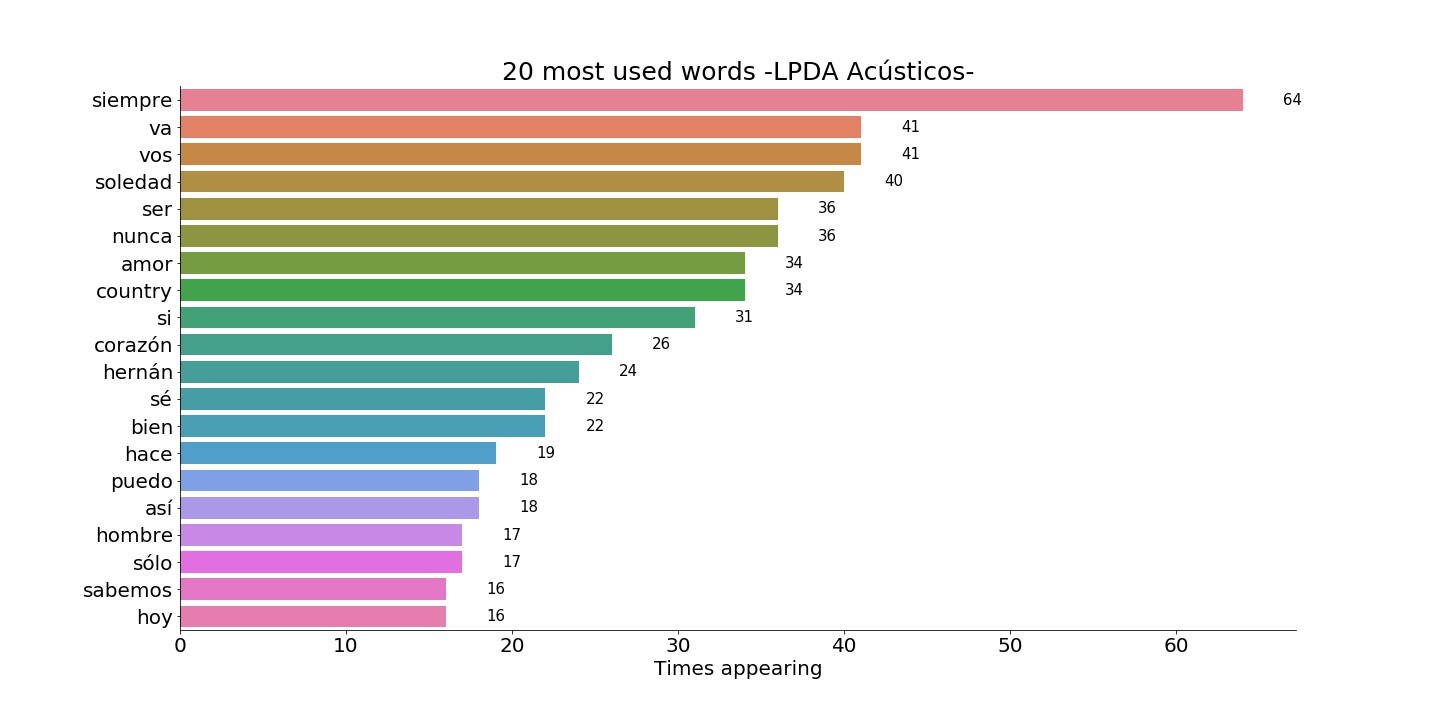 20 most used words -LPDA Acústicos-
siempre 64
va 41
vos 41
soledad 40
ser 36
nunca 36
amor 34
country 34
si 31
corazón 26
hernán 24
sé 22
bien 22
hace 19
puedo 18
así 18
hombre 17
sólo 17
sabemos 16
hoy 16
0 10 20 30 40 50 60
Times appearing